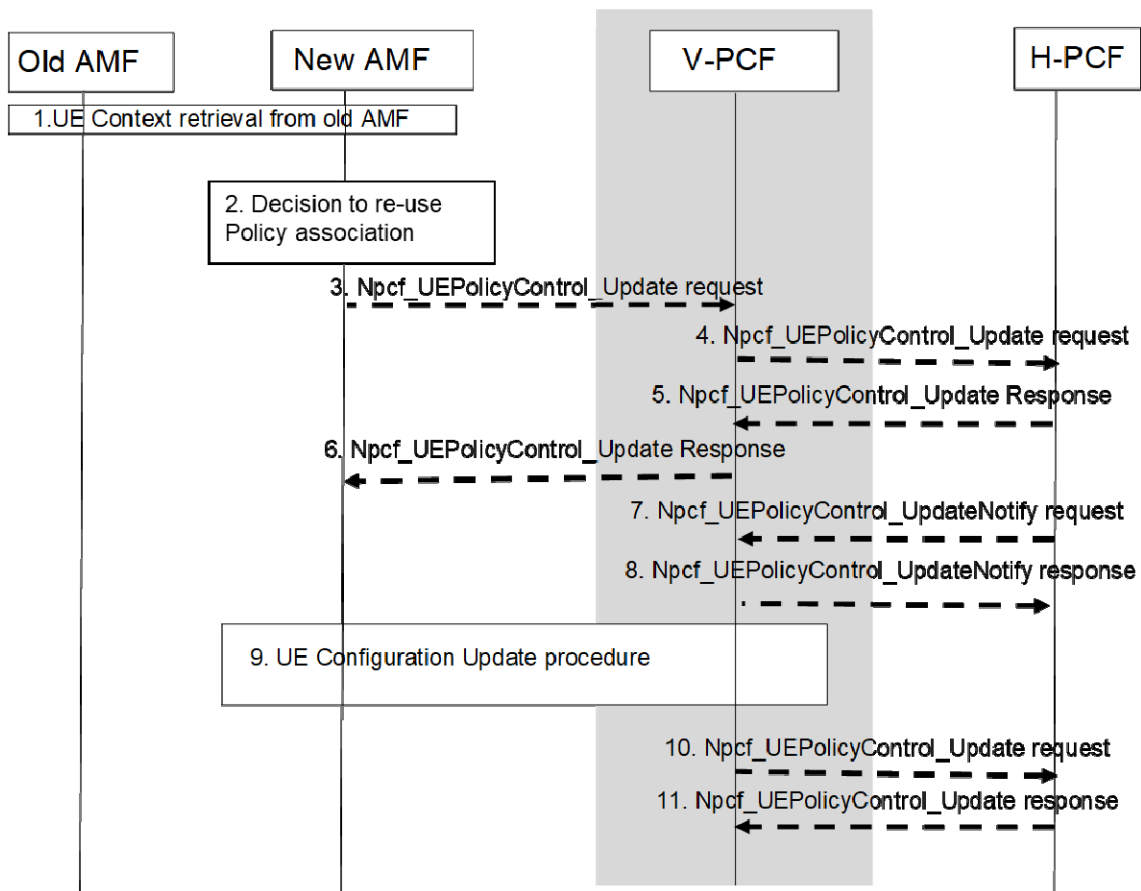 Old AMF
New AMF
V-PCF
H-PCF
1.UE Context retrieval from old AMF
2. Decision to re-use
Policy association
3. Npcf_UEPolicyControl_Update request
4. Npcf_UEPolicyControl_Update request
5. Npcf_UEPolicyControl_Update Response
6. Npcf_UEPolicyControl_Update Response
7. Npcf_UEPolicyControl_UpdateNotify request
8. Npcf_UEPolicyControl_UpdateNotify response
9. UE Configuration Update procedure
10. Npcf_UEPolicyControl_Update request
11. Npcf_UEPolicyControl_Update response